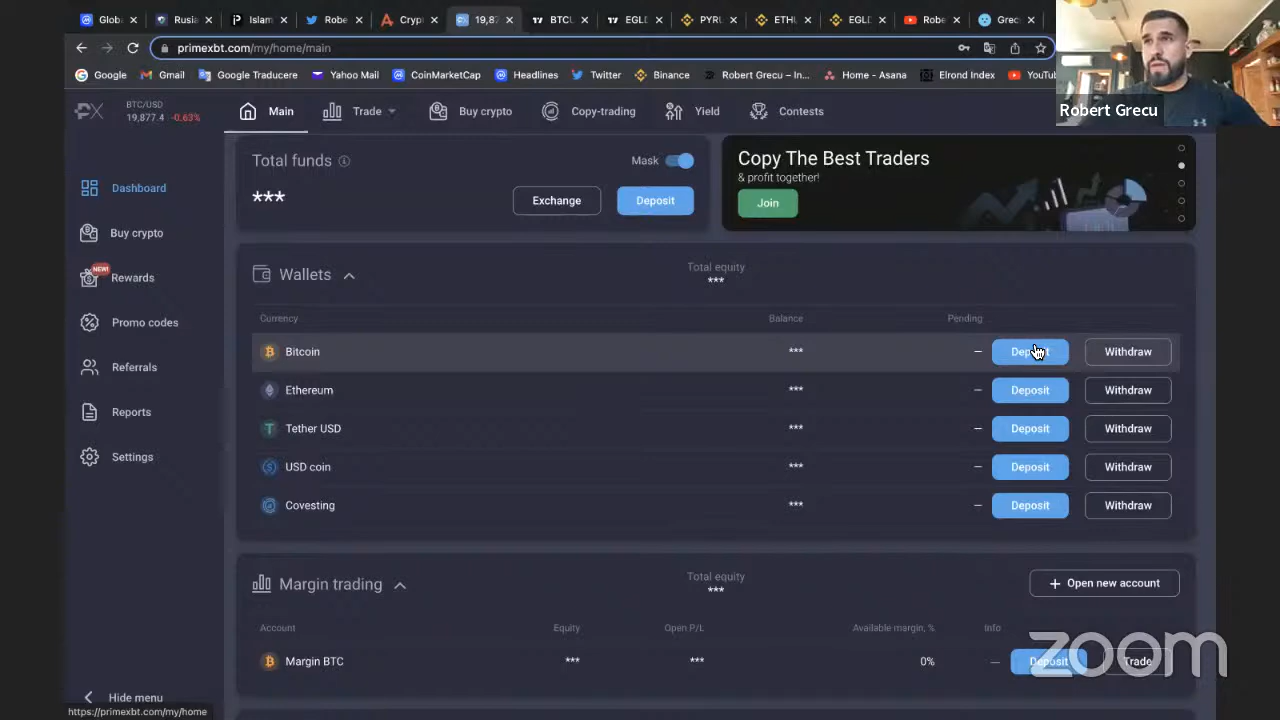 Globa
Rusia
Islam
Robe
Crypt
19,87
BTCU
EGLD
PYRU
ETHU
EGLD
Robe
Grecu
primexbt.com/my/home/main
Google
Gmail
Google Traducere
Yahoo Mail
CoinMarketCap
Headlines
Twitter
Binance
Robert Grecu – In...
Home - Asana
Elrond Index
YouTu
Robert Grecu
PX
BTC/USD
19,877.4 -0.63%
Main
Trade
Buy crypto
Copy-trading
Yield
Contests
Dashboard
Buy crypto
NEW!
Rewards
Promo codes
Referrals
Reports
Settings
Hide menu
https://primexbt.com/my/home
Total funds
Mask
***
Exchange
Deposit
Copy The Best Traders
& profit together!
Join
Wallets
Total equity
***
Currency Balance Pending
Bitcoin *** – Withdraw
Ethereum *** – Deposit Withdraw
Tether USD *** – Deposit Withdraw
USD coin *** – Deposit Withdraw
Covesting *** – Deposit Withdraw
Margin trading
Total equity
***
+ Open new account
Account Equity Open P/L Available margin, % Info
Margin BTC *** *** 0% — Deposit Trade
zoom